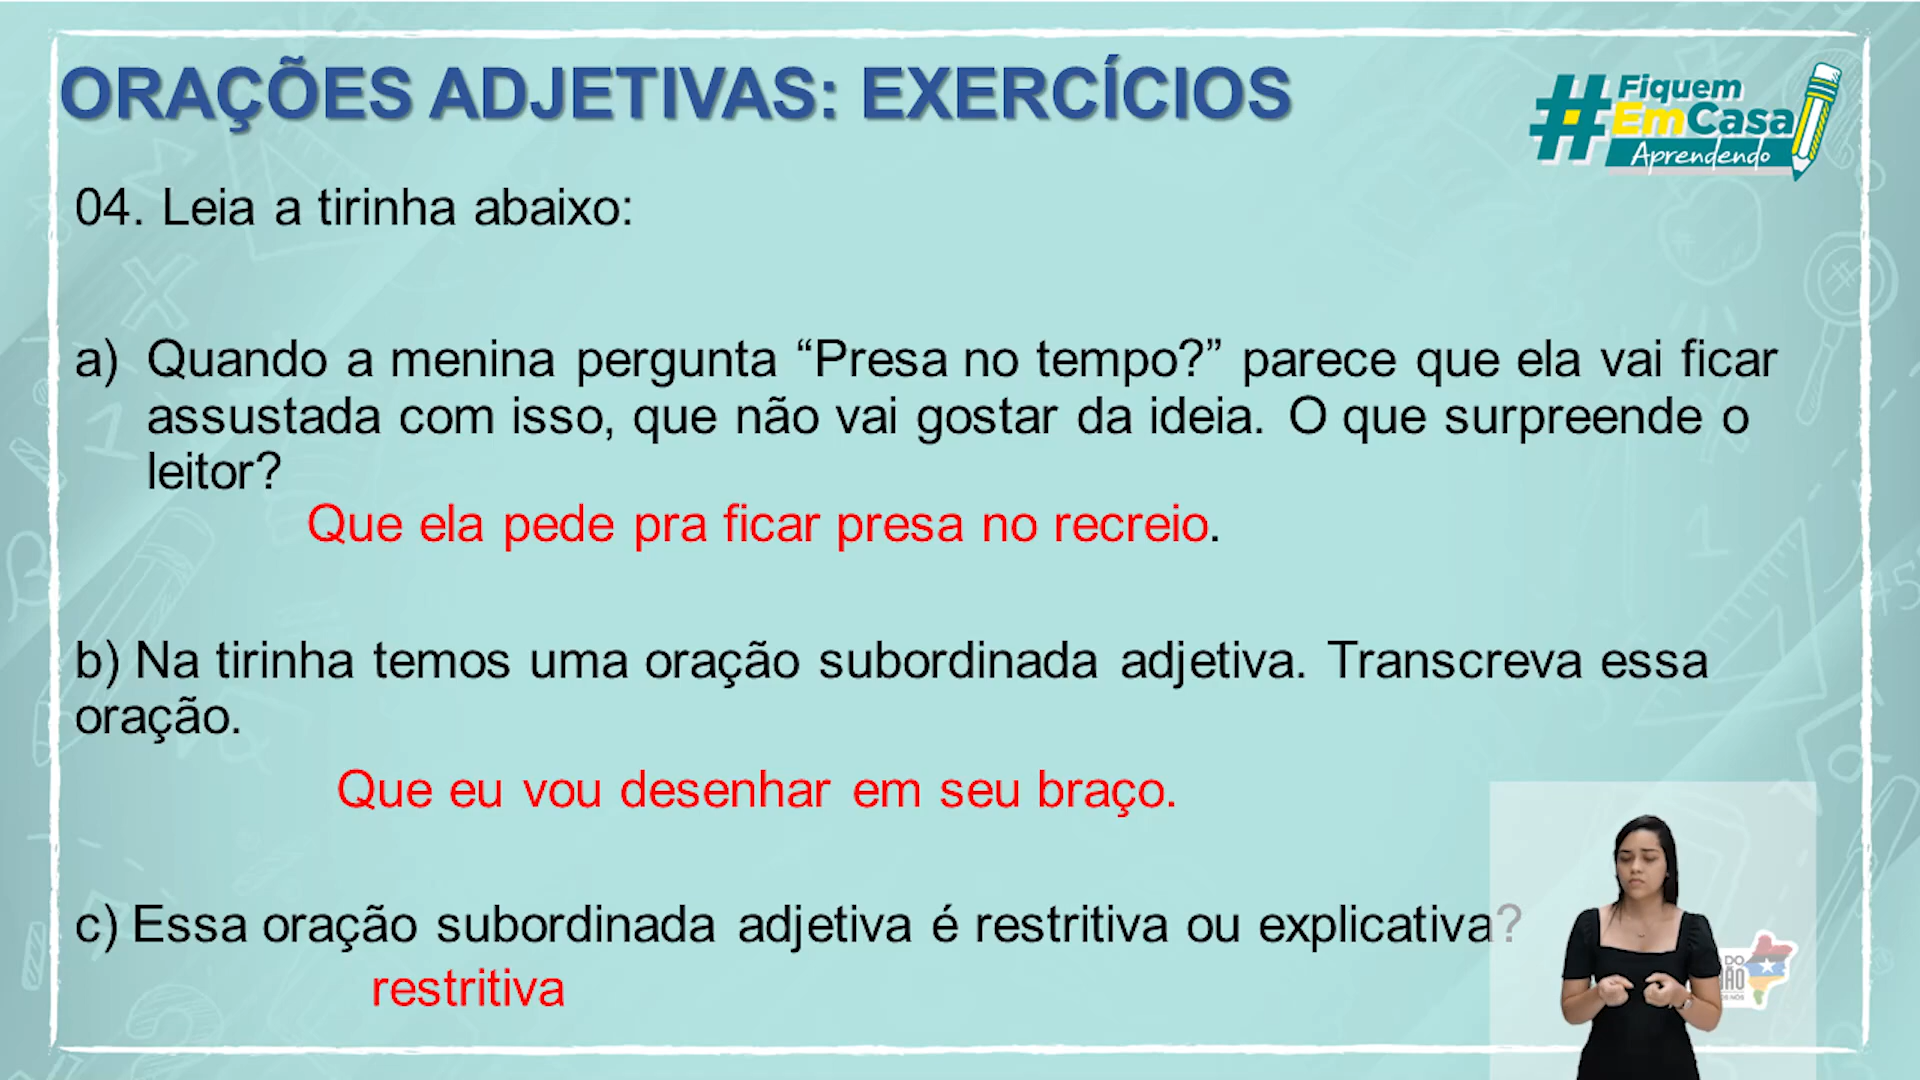 ORAÇÕES ADJETIVAS: EXERCÍCIOS
#Fiquem
EmCasa
Aprendendo
04. Leia a tirinha abaixo:
a) Quando a menina pergunta “Presa no tempo?” parece que ela vai ficar
assustada com isso, que não vai gostar da ideia. O que surpreende o
leitor?
Que ela pede pra ficar presa no recreio.
b) Na tirinha temos uma oração subordinada adjetiva. Transcreva essa
oração.
Que eu vou desenhar em seu braço.
c) Essa oração subordinada adjetiva é restritiva ou explicativa?
restritiva
DO